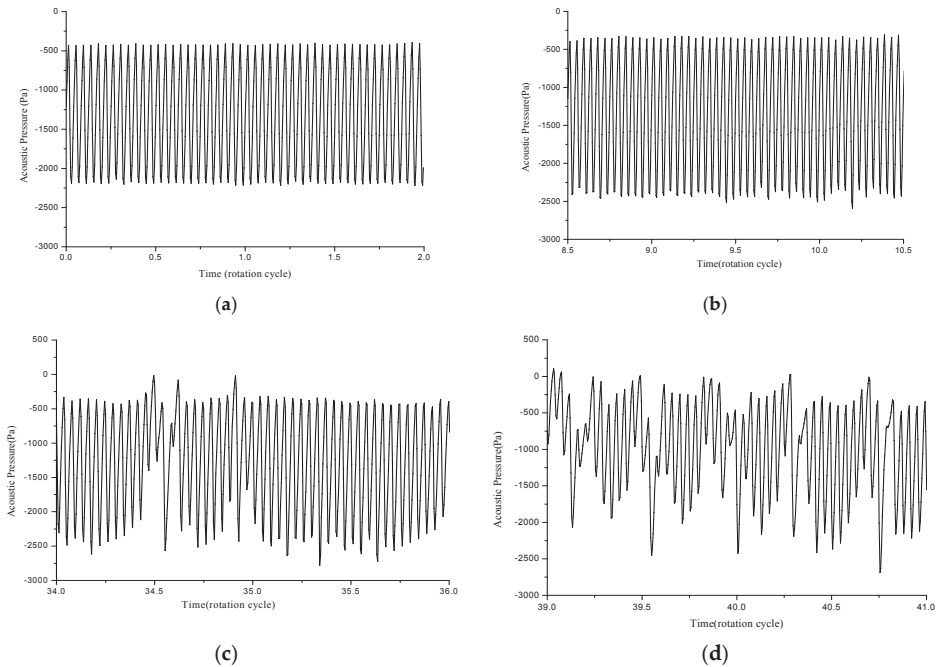 0
-500
-1000
-1500
-2000
-2500
-3000
Acoustic Pressure (Pa)
0.0 0.5 1.0 1.5 2.0
Time (rotation cycle)
(a)
0
-500
-1000
-1500
-2000
-2500
-3000
Acoustic Pressure(Pa)
8.5 9.0 9.5 10.0 10.5
Time(rotation cycle)
(b)
500
0
-500
-1000
-1500
-2000
-2500
-3000
Acoustic Pressure(Pa)
34.0 34.5 35.0 35.5 36.0
Time(rotation cycle)
(c)
500
0
-500
-1000
-1500
-2000
-2500
-3000
Acoustic Pressure(Pa)
39.0 39.5 40.0 40.5 41.0
Time(rotation cycle)
(d)